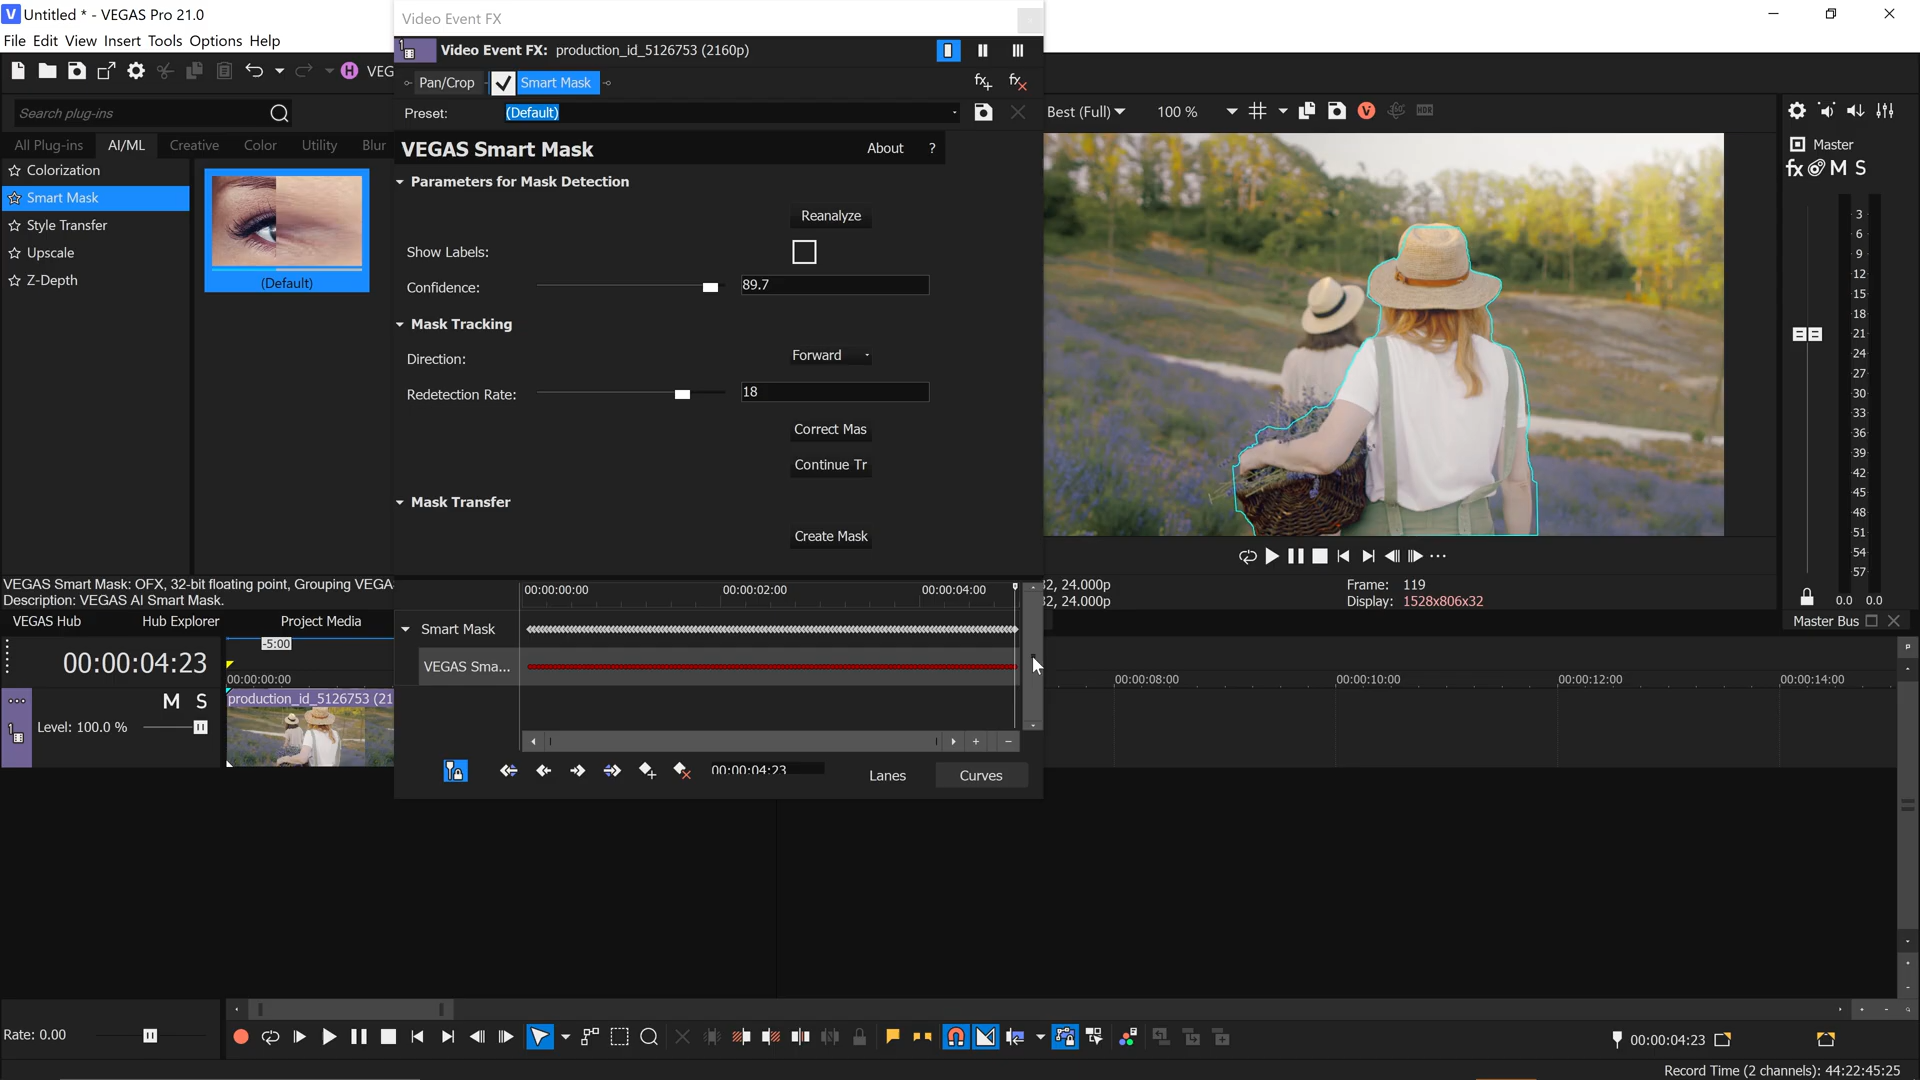 Untitled * - VEGAS Pro 21.0
File Edit View Insert Tools Options Help
VEG
Search plug-ins
All Plug-ins AI/ML Creative Color Utility Blur
Colorization
Smart Mask
Style Transfer
Upscale
Z-Depth
(Default)
VEGAS Smart Mask: OFX, 32-bit floating point, Grouping VEGA
Description: VEGAS AI Smart Mask.
VEGAS Hub Hub Explorer Project Media
Video Event FX
Video Event FX: production_id_5126753 (2160p)
Pan/Crop Smart Mask
Preset: (Default)
VEGAS Smart Mask About ?
Parameters for Mask Detection
Reanalyze
Show Labels:
Confidence: 89.7
Mask Tracking
Direction: Forward
Redetection Rate: 18
Correct Mas
Continue Tr
Mask Transfer
Create Mask
00:00:00:00 00:00:02:00 00:00:04:00
Smart Mask
VEGAS Sma...
00:00:04:23 Lanes Curves
Best (Full) 100 %
32, 24.000p Frame: 119
32, 24.000p Display: 1528x806x32
Master
fx M S
3
6
9
12
15
18
21
24
27
30
33
36
39
42
45
48
51
54
57
0.0 0.0
Master Bus
00:00:04:23
-5:00
00:00:00:00 00:00:08:00 00:00:10:00 00:00:12:00 00:00:14:00
M S
production_id_5126753 (21
1 Level: 100.0 %
Rate: 0.00
00:00:04:23
Record Time (2 channels): 44:22:45:25